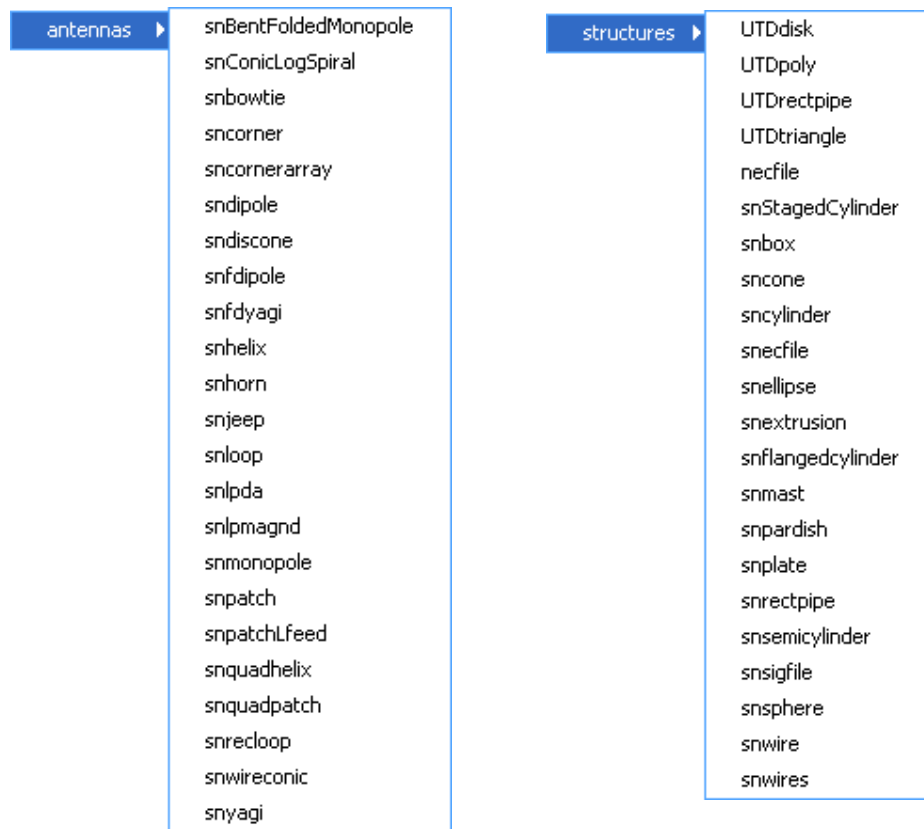 antennas
snBentFoldedMonopole
snConicLogSpiral
snbowtie
sncorner
sncornerarray
sndipole
sndiscone
snfdipole
snfdyagi
snhelix
snhorn
snjeep
snloop
snlpda
snlpmagnd
snmonopole
snpatch
snpatchLfeed
snquadhelix
snquadpatch
snrecloop
snwireconic
snyagi
structures
UTDdisk
UTDpoly
UTDrectpipe
UTDtriangle
necfile
snStagedCylinder
snbox
sncone
sncylinder
snecfile
snellipse
snextrusion
snflangedcylinder
snmast
snpardish
snplate
snrectpipe
snsemicylinder
snsigfile
snsphere
snwire
snwires